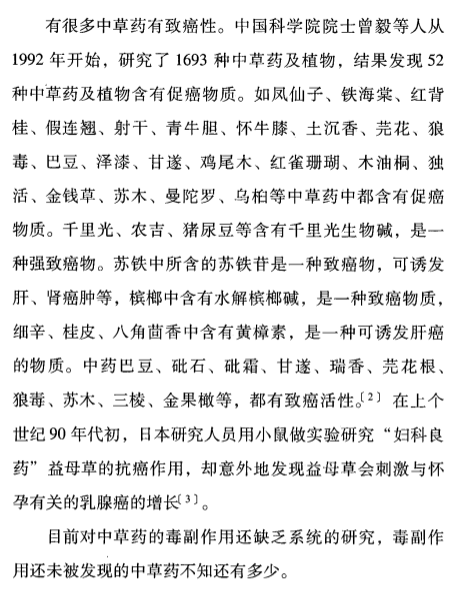 有很多中草药有致癌性。中国科学院院士曾毅等人从
1992年开始，研究了1693种中草药及植物，结果发现52
种中草药及植物含有促癌物质。如凤仙子、铁海棠、红背
桂、假连翘、射干、青牛胆、怀牛膝、土沉香、芫花、狼
毒、巴豆、泽漆、甘遂、鸡尾木、红雀珊瑚、木油桐、独
活、金钱草、苏木、曼陀罗、乌桕等中草药中都含有促癌
物质。千里光、农吉、猪尿豆等含有千里光生物碱，是一
种强致癌物。苏铁中所含的苏铁苷是一种致癌物，可诱发
肝、肾癌肿等，槟榔中含有水解槟榔碱，是一种致癌物质，
细辛、桂皮、八角茴香中含有黄樟素，是一种可诱发肝癌
的物质。中药巴豆、砒石、砒霜、甘遂、瑞香、芫花根、
狼毒、苏木、三棱、金果榄等，都有致癌活性。〔2〕在上个
世纪90年代初，日本研究人员用小鼠做实验研究“妇科良
药”益母草的抗癌作用，却意外地发现益母草会刺激与怀
孕有关的乳腺癌的增长〔3〕。
目前对中草药的毒副作用还缺乏系统的研究，毒副作
用还未被发现的中草药不知还有多少。